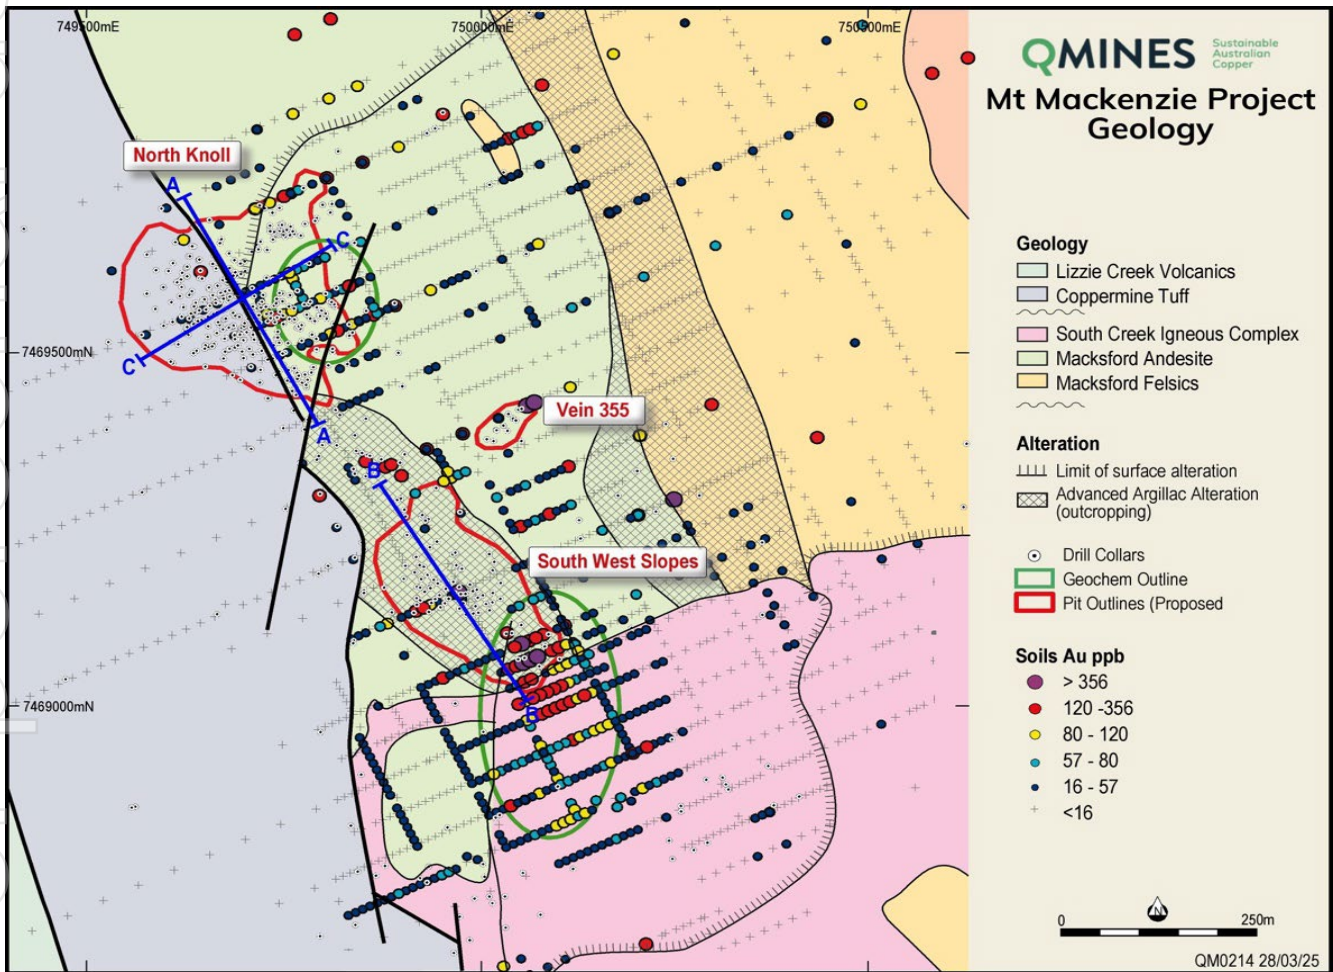 749500mE
750000mE
750500mE
QMINES
Sustainable
Australian
Copper
Mt Mackenzie Project
Geology
North Knoll
A
C
C
A
7469500mN
Vein 355
B
South West Slopes
B
7469000mN
Geology
Lizzie Creek Volcanics
Coppermine Tuff
South Creek Igneous Complex
Macksford Andesite
Macksford Felsics
Alteration
Limit of surface alteration
Advanced Argillac Alteration
(outcropping)
Drill Collars
Geochem Outline
Pit Outlines (Proposed
Soils Au ppb
> 356
120 -356
80 - 120
57 - 80
16 - 57
<16
N
0 250m
QM0214 28/03/25